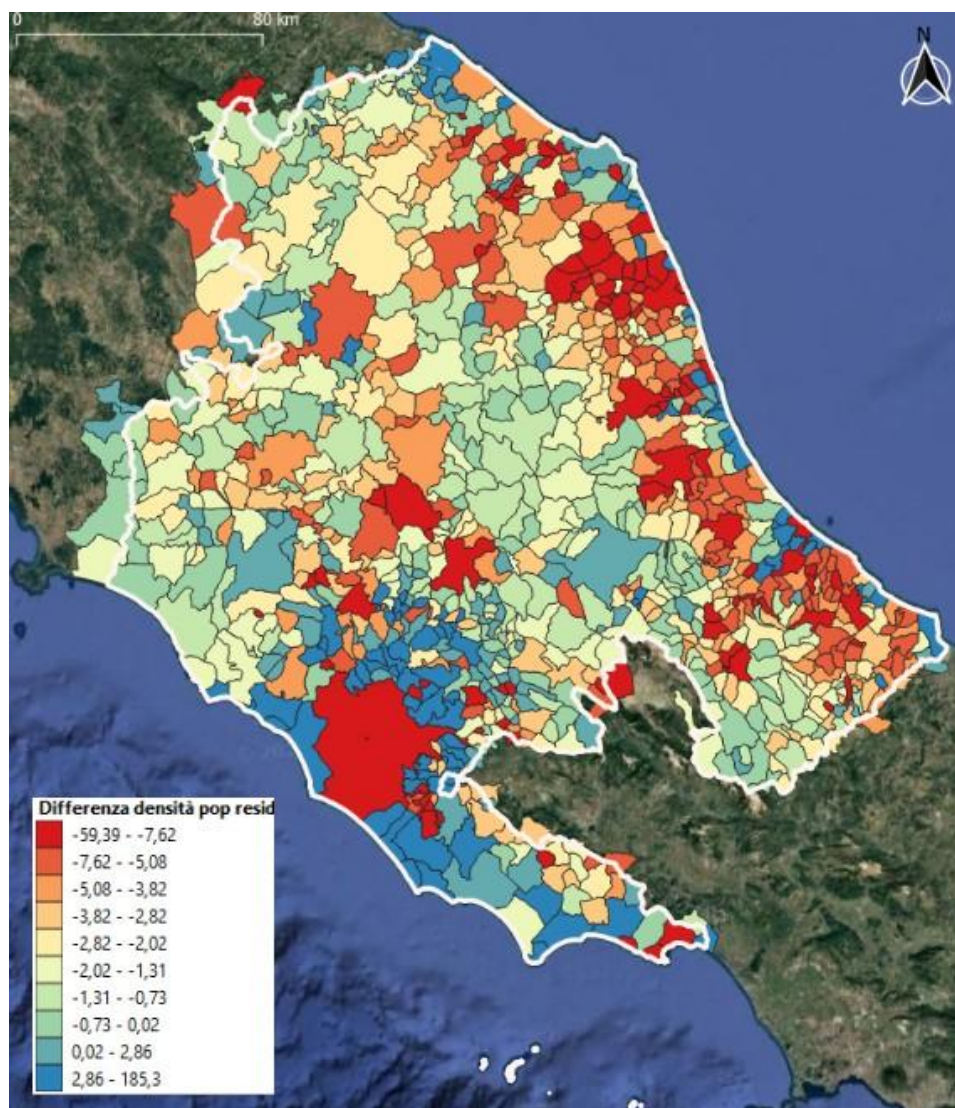 0 80 km
N
Differenza densità pop resid
-59,39 - -7,62
-7,62 - -5,08
-5,08 - -3,82
-3,82 - -2,82
-2,82 - -2,02
-2,02 - -1,31
-1,31 - -0,73
-0,73 - 0,02
0,02 - 2,86
2,86 - 185,3